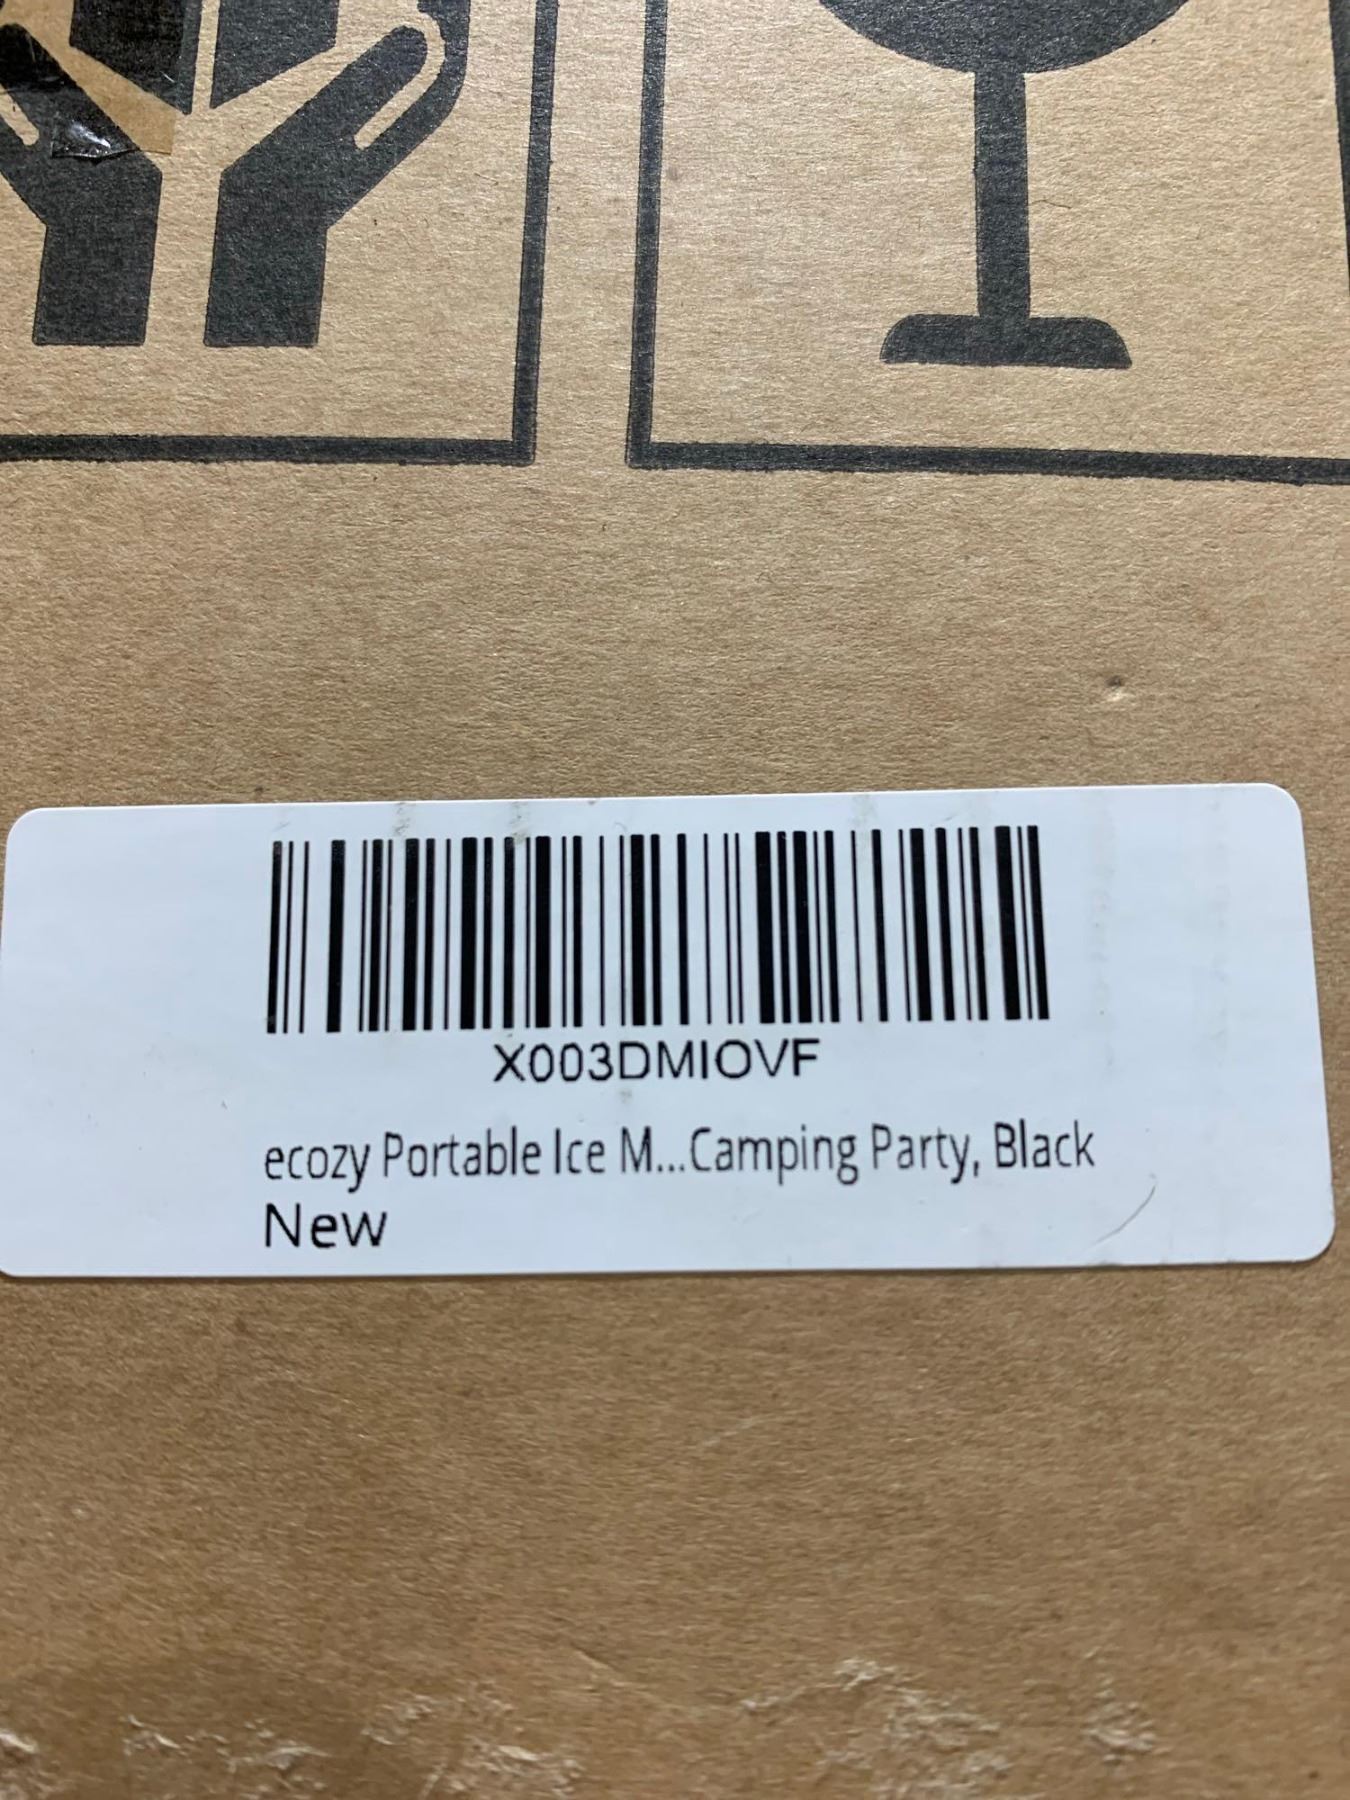 X003DMIOVF
ecozy Portable Ice M...Camping Party, Black
New